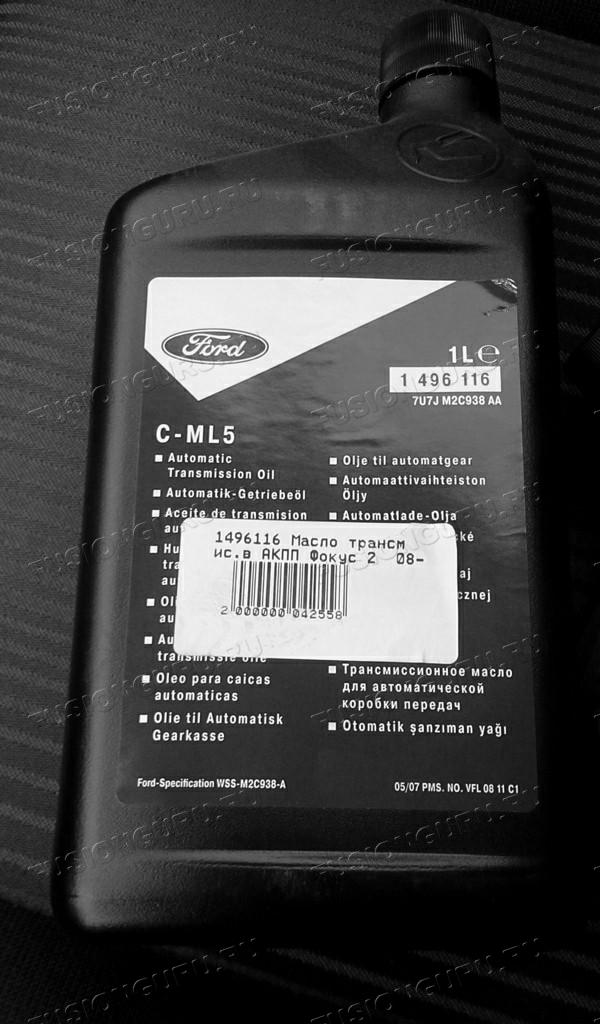 Ford
1L e
1 496 116
7U7J M2C938 AA
C-ML5
Automatic
Transmission Oil
Automatik-Getriebeöl
Aceite de transmision
Olje til automatgear
Automaattivaihteiston
Öljy
Automatlade-Olja
1496116 Масло трансм
ис.в АКПП Фокус 2 08-
2 000000 042558
transmissie olie
Oleo para caicas
automaticas
Olie til Automatisk
Gearkasse
Трансмиссионное масло
для автоматической
коробки передач
Otomatik şanzıman yağı
Ford-Specification WSS-M2C938-A
05/07 PMS. NO. VFL 08 11 C1
FUSIONGURU.RU